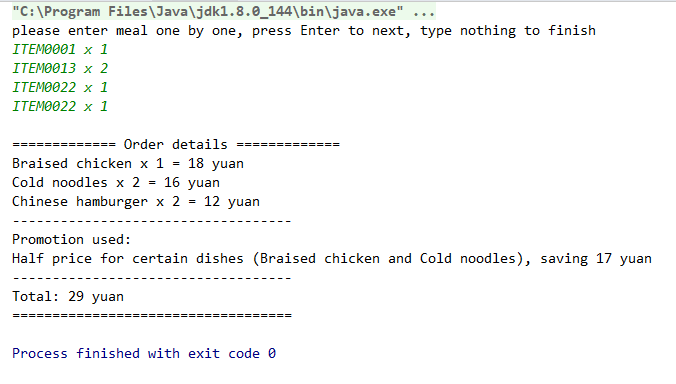 "C:\Program Files\Java\jdk1.8.0_144\bin\java.exe" ...
please enter meal one by one, press Enter to next, type nothing to finish
ITEM0001 x 1
ITEM0013 x 2
ITEM0022 x 1
ITEM0022 x 1
============= Order details =============
Braised chicken x 1 = 18 yuan
Cold noodles x 2 = 16 yuan
Chinese hamburger x 2 = 12 yuan
-----------------------------------
Promotion used:
Half price for certain dishes (Braised chicken and Cold noodles), saving 17 yuan
-----------------------------------
Total: 29 yuan
===================================
Process finished with exit code 0